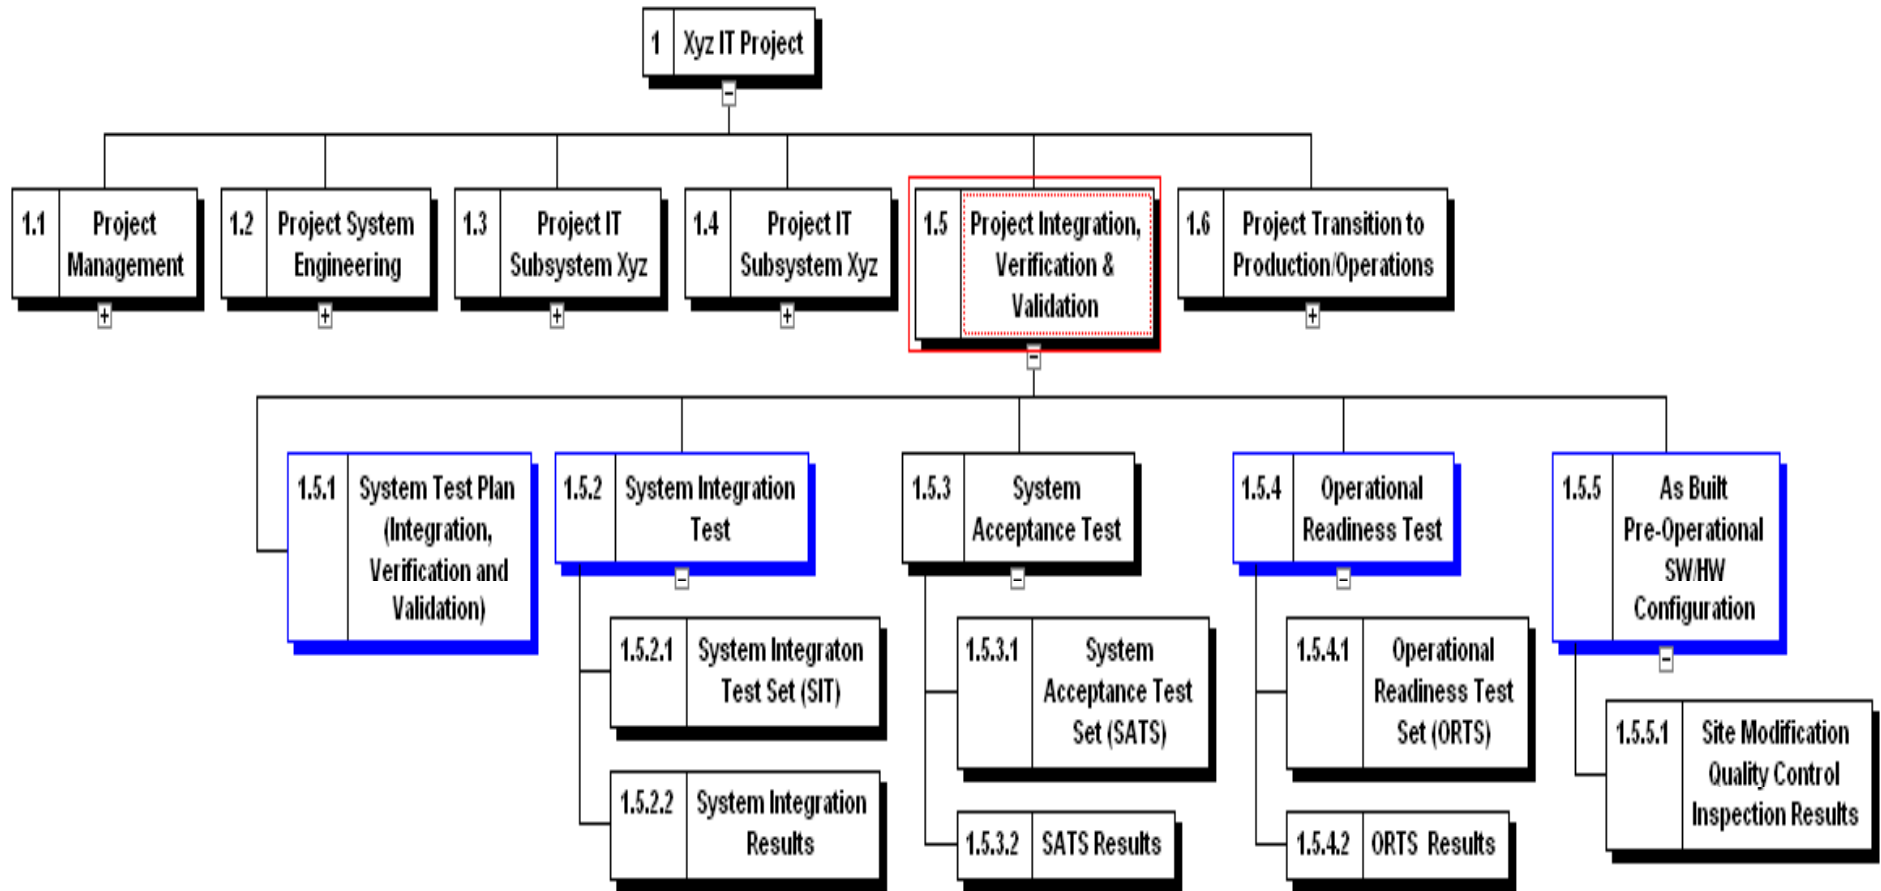 1 Xyz IT Project
1.1 Project
Management
1.2 Project System
Engineering
1.3 Project IT
Subsystem Xyz
1.4 Project IT
Subsystem Xyz
1.5 Project Integration,
Verification &
Validation
1.6 Project Transition to
Production/Operations
1.5.1 System Test Plan
(Integration,
Verification and
Validation)
1.5.2 System Integration
Test
1.5.3 System
Acceptance Test
1.5.4 Operational
Readiness Test
1.5.5 As Built
Pre-Operational
SW/HW
Configuration
1.5.2.1 System Integraton
Test Set (SIT)
1.5.3.1 System
Acceptance Test
Set (SATS)
1.5.4.1 Operational
Readiness Test
Set (ORTS)
1.5.5.1 Site Modification
Quality Control
Inspection Results
1.5.2.2 System Integration
Results
1.5.3.2 SATS Results
1.5.4.2 ORTS Results